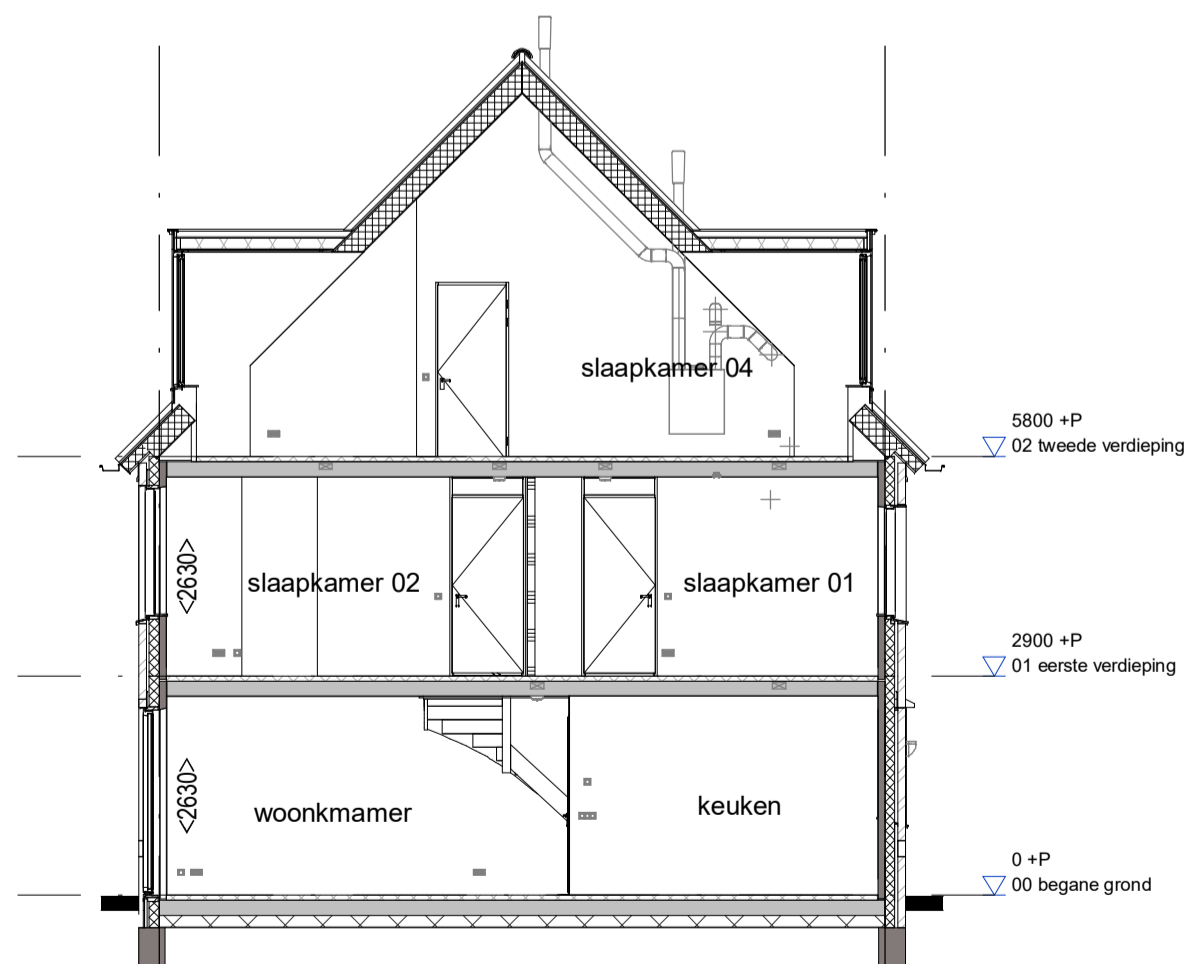 slaapkamer 04
5800 +P
02 tweede verdieping
<2630>
slaapkamer 02
slaapkamer 01
2900 +P
01 eerste verdieping
<2630>
woonkmamer
keuken
0 +P
00 begane grond